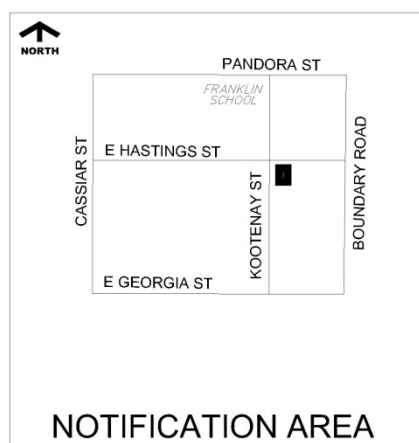 NORTH
PANDORA ST
FRANKLIN
SCHOOL
E HASTINGS ST
CASSIAR ST
KOOTENAY ST
BOUNDARY ROAD
E GEORGIA ST
NOTIFICATION AREA